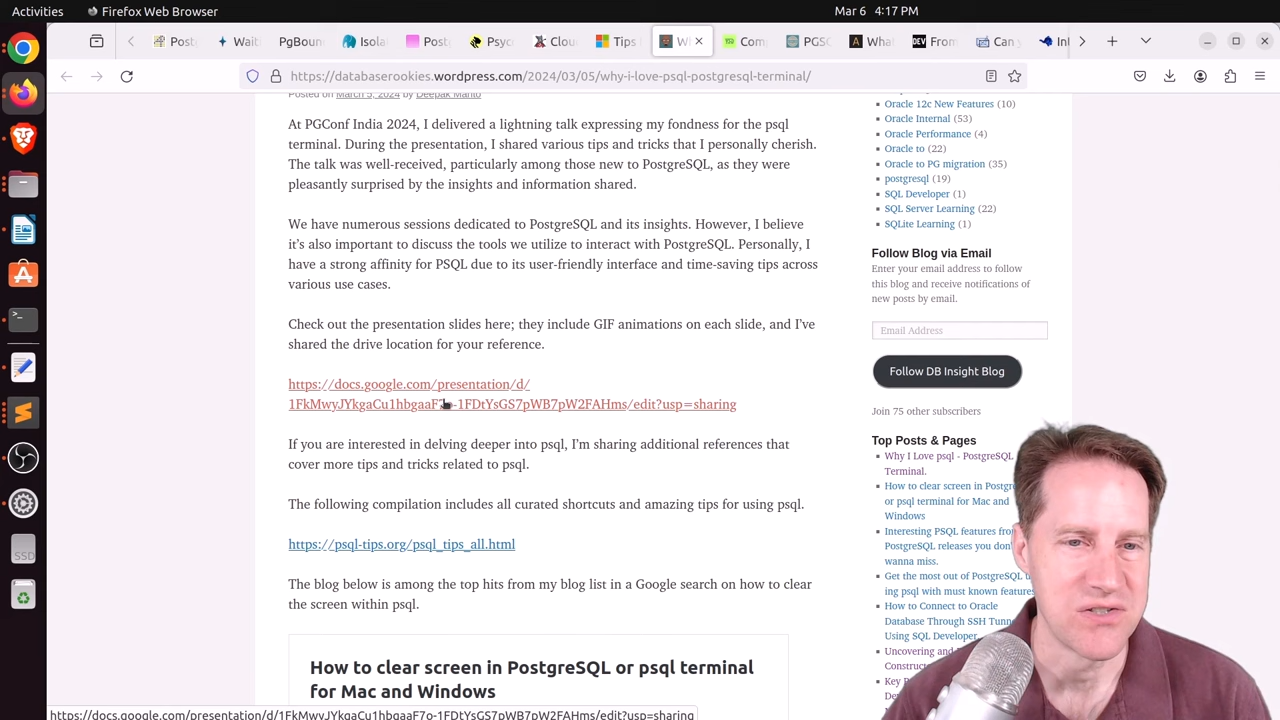 Activities
Firefox Web Browser
Mar 6 4:17 PM
Post
Wait
PgBoun
Isola
Post
Psyc
Clou
Tips
Wh
Com
PGSC
What
From
Can y
Int
https://databaserookies.wordpress.com/2024/03/05/why-i-love-psql-postgresql-terminal/
Posted on March 5, 2024 by Deepak Mahto
At PGConf India 2024, I delivered a lightning talk expressing my fondness for the psql
terminal. During the presentation, I shared various tips and tricks that I personally cherish.
The talk was well-received, particularly among those new to PostgreSQL, as they were
pleasantly surprised by the insights and information shared.
We have numerous sessions dedicated to PostgreSQL and its insights. However, I believe
it's also important to discuss the tools we utilize to interact with PostgreSQL. Personally, I
have a strong affinity for PSQL due to its user-friendly interface and time-saving tips across
various use cases.
Check out the presentation slides here; they include GIF animations on each slide, and I've
shared the drive location for your reference.
https://docs.google.com/presentation/d/
1FkMwyJYkgaCu1hbgaaF7o-1FDtYsGS7pWB7pW2FAHms/edit?usp=sharing
If you are interested in delving deeper into psql, I'm sharing additional references that
cover more tips and tricks related to psql.
The following compilation includes all curated shortcuts and amazing tips for using psql.
https://psql-tips.org/psql_tips_all.html
The blog below is among the top hits from my blog list in a Google search on how to clear
the screen within psql.
How to clear screen in PostgreSQL or psql terminal
for Mac and Windows
Oracle 12c New Features (10)
Oracle Internal (53)
Oracle Performance (4)
Oracle to (22)
Oracle to PG migration (35)
postgresql (19)
SQL Developer (1)
SQL Server Learning (22)
SQLite Learning (1)
Follow Blog via Email
Enter your email address to follow
this blog and receive notifications of
new posts by email.
Email Address
Follow DB Insight Blog
Join 75 other subscribers
Top Posts & Pages
Why I Love psql - PostgreSQL
Terminal.
How to clear screen in Postgre
or psql terminal for Mac and
Windows
Interesting PSQL features from
PostgreSQL releases you don'
wanna miss.
Get the most out of PostgreSQL u
ing psql with must known features
How to Connect to Oracle
Database Through SSH Tunn
Using SQL Developer
Uncovering and
Construct
Key
De
SSD
https://docs.google.com/presentation/d/1FkMwyJYkgaCu1hbgaaF7o-1FDtYsGS7pWB7pW2FAHms/edit?usp=sharing